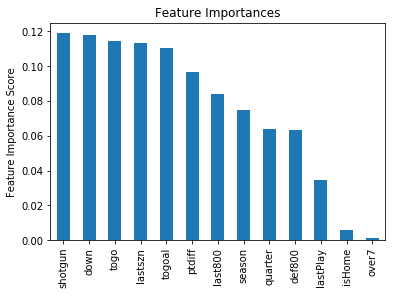 Feature Importances
Feature Importance Score
0.12
0.10
0.08
0.06
0.04
0.02
0.00
shotgun
down
togo
lastszn
togoal
ptdiff
last800
season
quarter
def800
lastPlay
isHome
over7